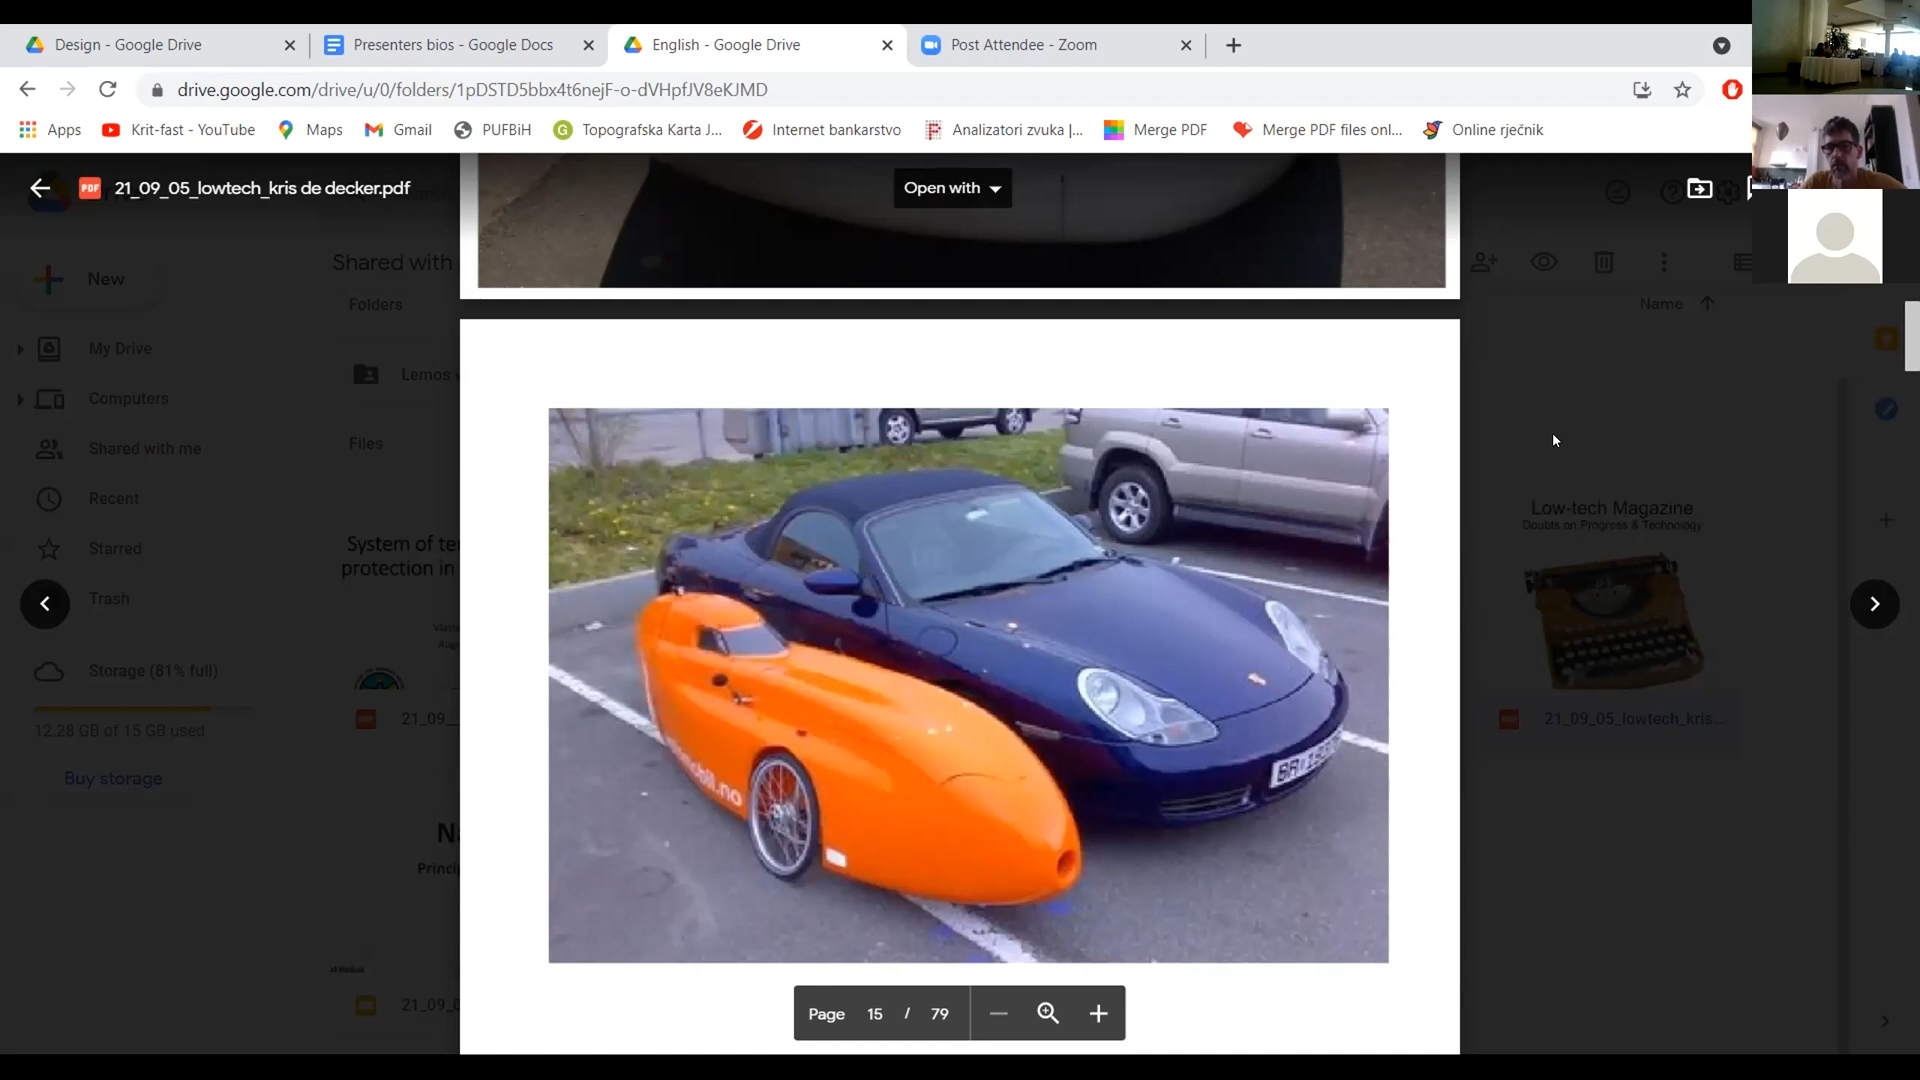 Design - Google Drive
Presenters bios - Google Docs
English - Google Drive
Post Attendee - Zoom
drive.google.com/drive/u/0/folders/1pDSTD5bbx4t6nejF-o-dVHpfJV8eKJMD
Apps
Krit-fast - YouTube
Maps
Gmail
PUFBiH
Topografska Karta J...
Internet bankarstvo
Analizatori zvuka |...
Merge PDF
Merge PDF files onl...
Online rječnik
PDF
21_09_05_lowtech_kris de decker.pdf
Open with
New
Shared with
Folders
Name
My Drive
Computers
Shared with me
Files
Recent
Starred
Trash
Storage (81% full)
12.28 GB of 15 GB used
Buy storage
System of
protection in
21_09_
Low-tech Magazine
Doubts on Progress & Technology
21_09_05_lowtech_kris...
Page 15 / 79